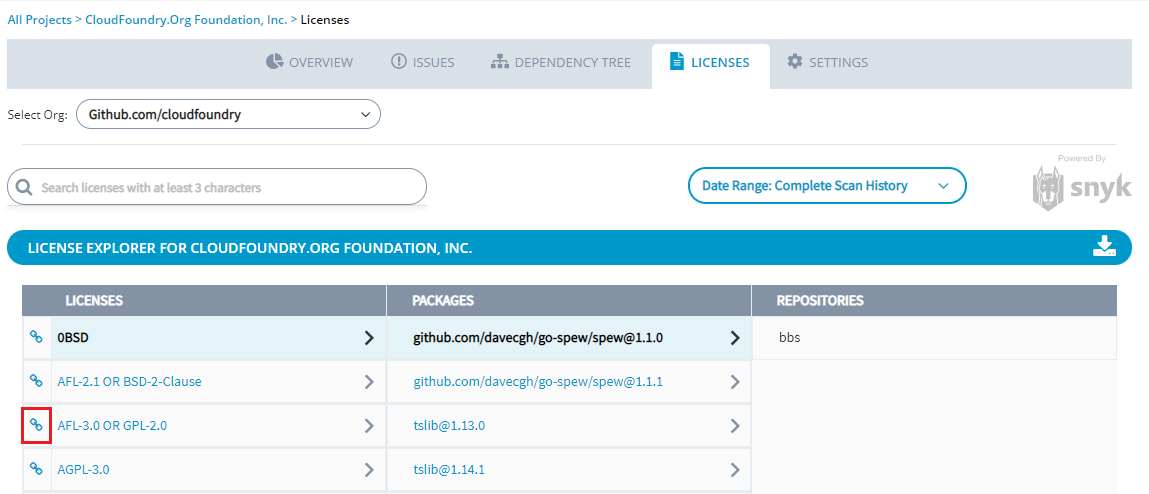 All Projects > CloudFoundry.Org Foundation, Inc. > Licenses
OVERVIEW ISSUES DEPENDENCY TREE LICENSES SETTINGS
Select Org: Github.com/cloudfoundry
Search licenses with at least 3 characters Date Range: Complete Scan History
Powered By
snyk
LICENSE EXPLORER FOR CLOUDFOUNDRY.ORG FOUNDATION, INC.
LICENSES PACKAGES REPOSITORIES
0BSD github.com/davecgh/go-spew/spew@1.1.0 bbs
AFL-2.1 OR BSD-2-Clause github.com/davecgh/go-spew/spew@1.1.1
AFL-3.0 OR GPL-2.0 tslib@1.13.0
AGPL-3.0 tslib@1.14.1